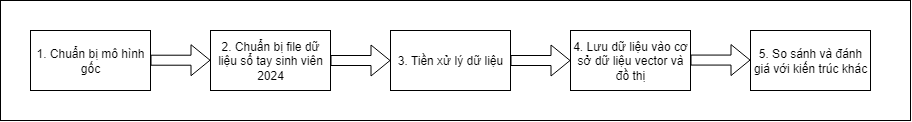 1. Chuẩn bị mô hình
gốc
2. Chuẩn bị file dữ
liệu sổ tay sinh viên
2024
3. Tiền xử lý dữ liệu
4. Lưu dữ liệu vào cơ
sở dữ liệu vector và
đồ thị
5. So sánh và đánh
giá với kiến trúc khác